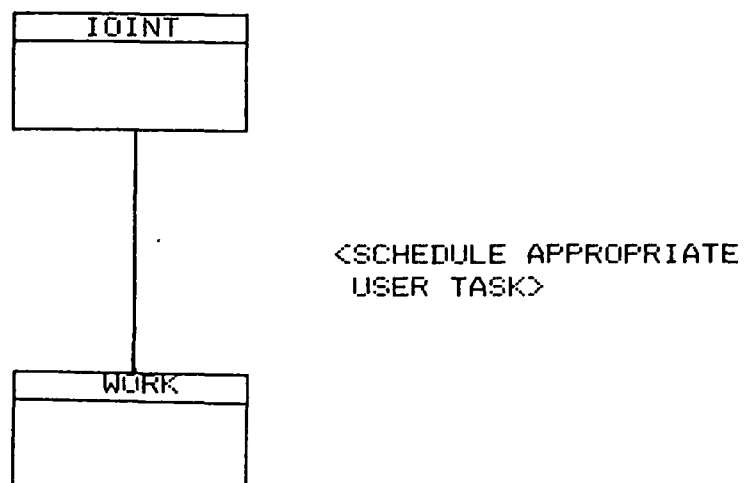 IOINT
<SCHEDULE APPROPRIATE
USER TASK>
WORK